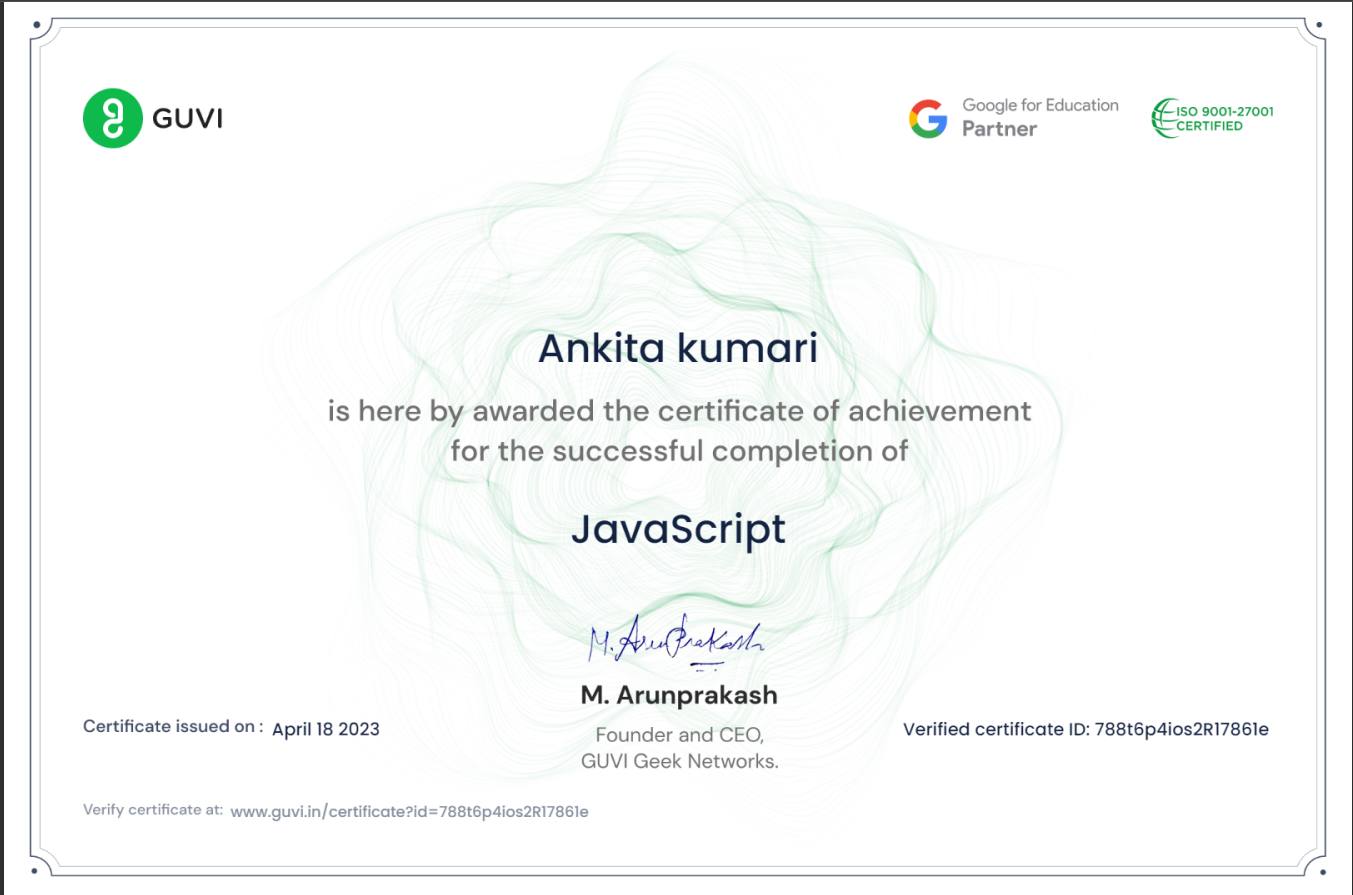 GUVI
Google for Education
Partner
ISO 9001-27001
CERTIFIED
Ankita kumari
is here by awarded the certificate of achievement
for the successful completion of
JavaScript
M. ArunPrakash
M. Arunprakash
Founder and CEO,
GUVI Geek Networks.
Certificate issued on : April 18 2023
Verified certificate ID: 788t6p4ios2R17861e
Verify certificate at: www.guvi.in/certificate?id=788t6p4ios2R17861e